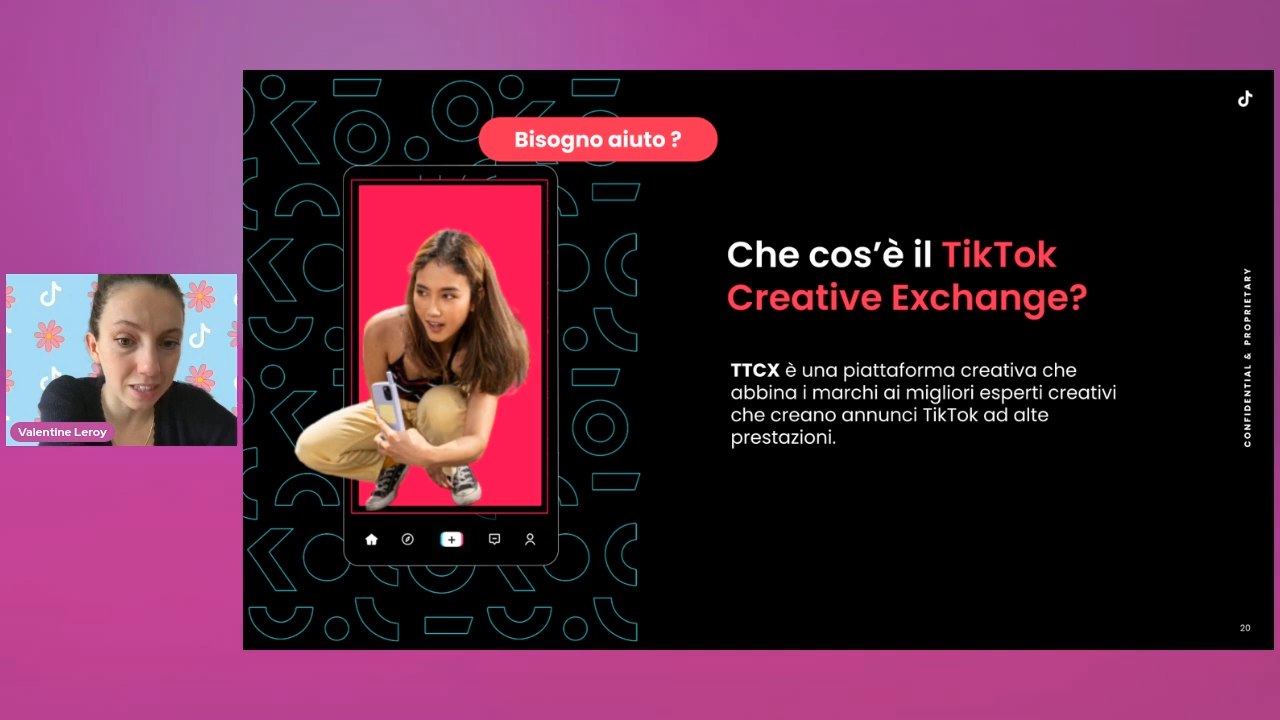 Bisogno aiuto ?
Che cos’è il TikTok
Creative Exchange?
TTCX è una piattaforma creativa che
abbina i marchi ai migliori esperti creativi
che creano annunci TikTok ad alte
prestazioni.
CONFIDENTIAL & PROPRIETARY
20
Valentine Leroy